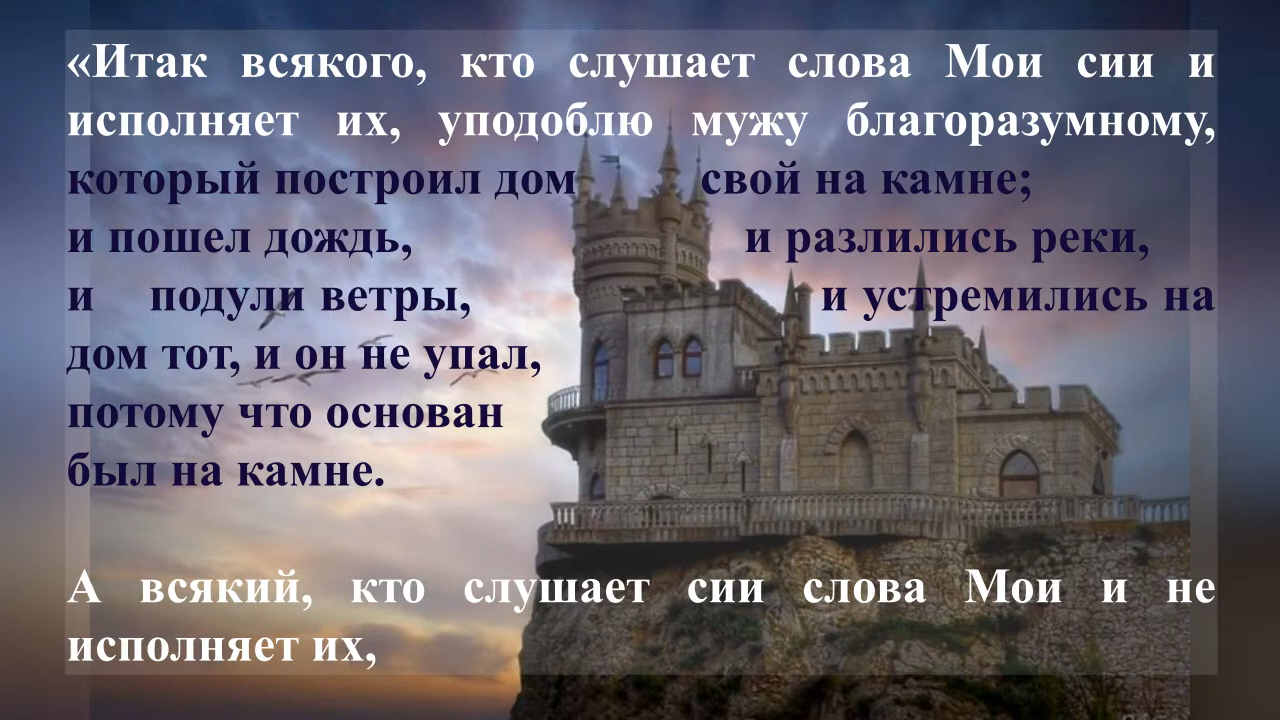 «Итак всякого, кто слушает слова Мои сии и
исполняет их, уподоблю мужу благоразумному,
который построил дом свой на камне;
и пошел дождь, и разлились реки,
и подули ветры, и устремились на
дом тот, и он не упал,
потому что основан
был на камне.
А всякий, кто слушает сии слова Мои и не
исполняет их,